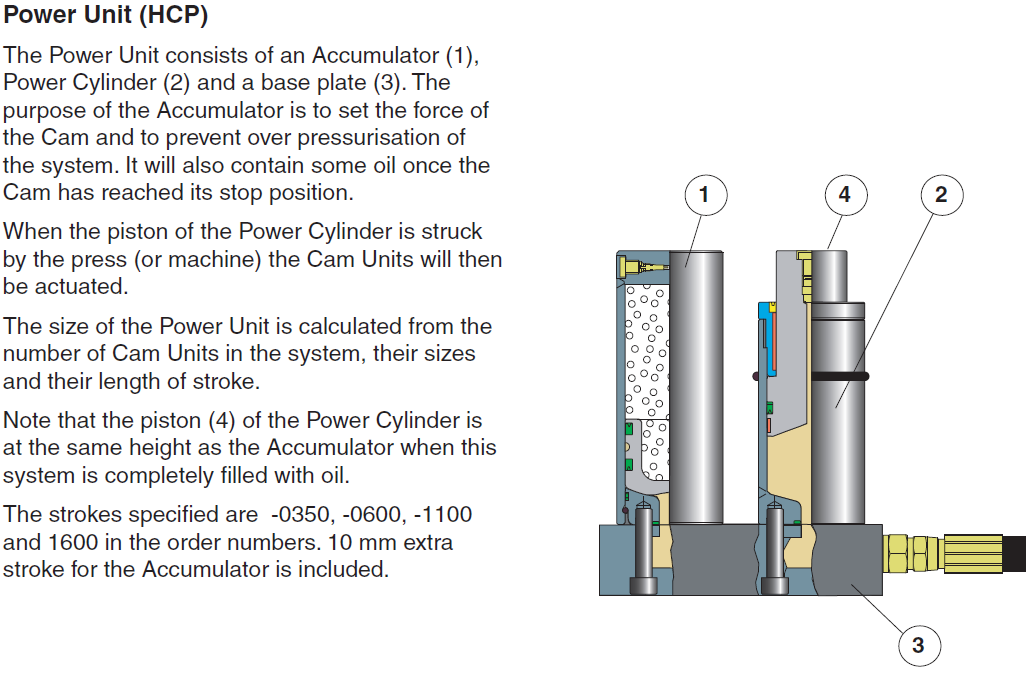 Power Unit (HCP)
The Power Unit consists of an Accumulator (1),
Power Cylinder (2) and a base plate (3). The
purpose of the Accumulator is to set the force of
the Cam and to prevent over pressurisation of
the system. It will also contain some oil once the
Cam has reached its stop position.
When the piston of the Power Cylinder is struck
by the press (or machine) the Cam Units will then
be actuated.
The size of the Power Unit is calculated from the
number of Cam Units in the system, their sizes
and their length of stroke.
Note that the piston (4) of the Power Cylinder is
at the same height as the Accumulator when this
system is completely filled with oil.
The strokes specified are  -0350, -0600, -1100
and 1600 in the order numbers. 10 mm extra
stroke for the Accumulator is included.
1
4
2
3